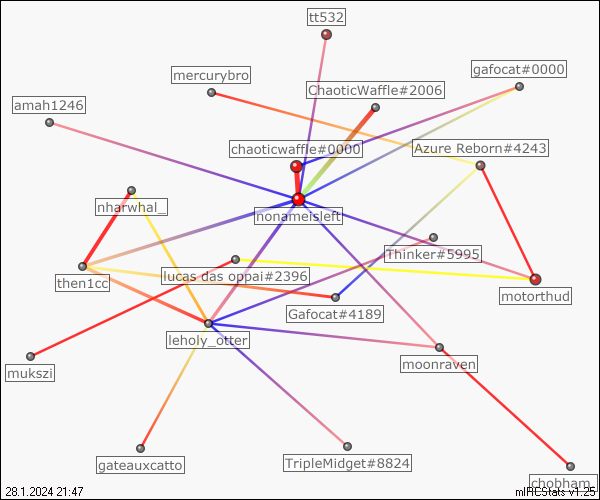 tt532
gafocat#0000
mercurybro
ChaoticWaffle#2006
amah1246
chaoticwaffle#0000
Azure Reborn#4243
nharwhal_
nonameisleft
Thinker#5995
then1cc
lucas das oppai#2396
motorthud
Gafocat#4189
leholy_otter
moonraven
mukszi
gateauxcatto
TripleMidget#8824
chobham_
28.1.2024 21:47
mIRCStats v1.25